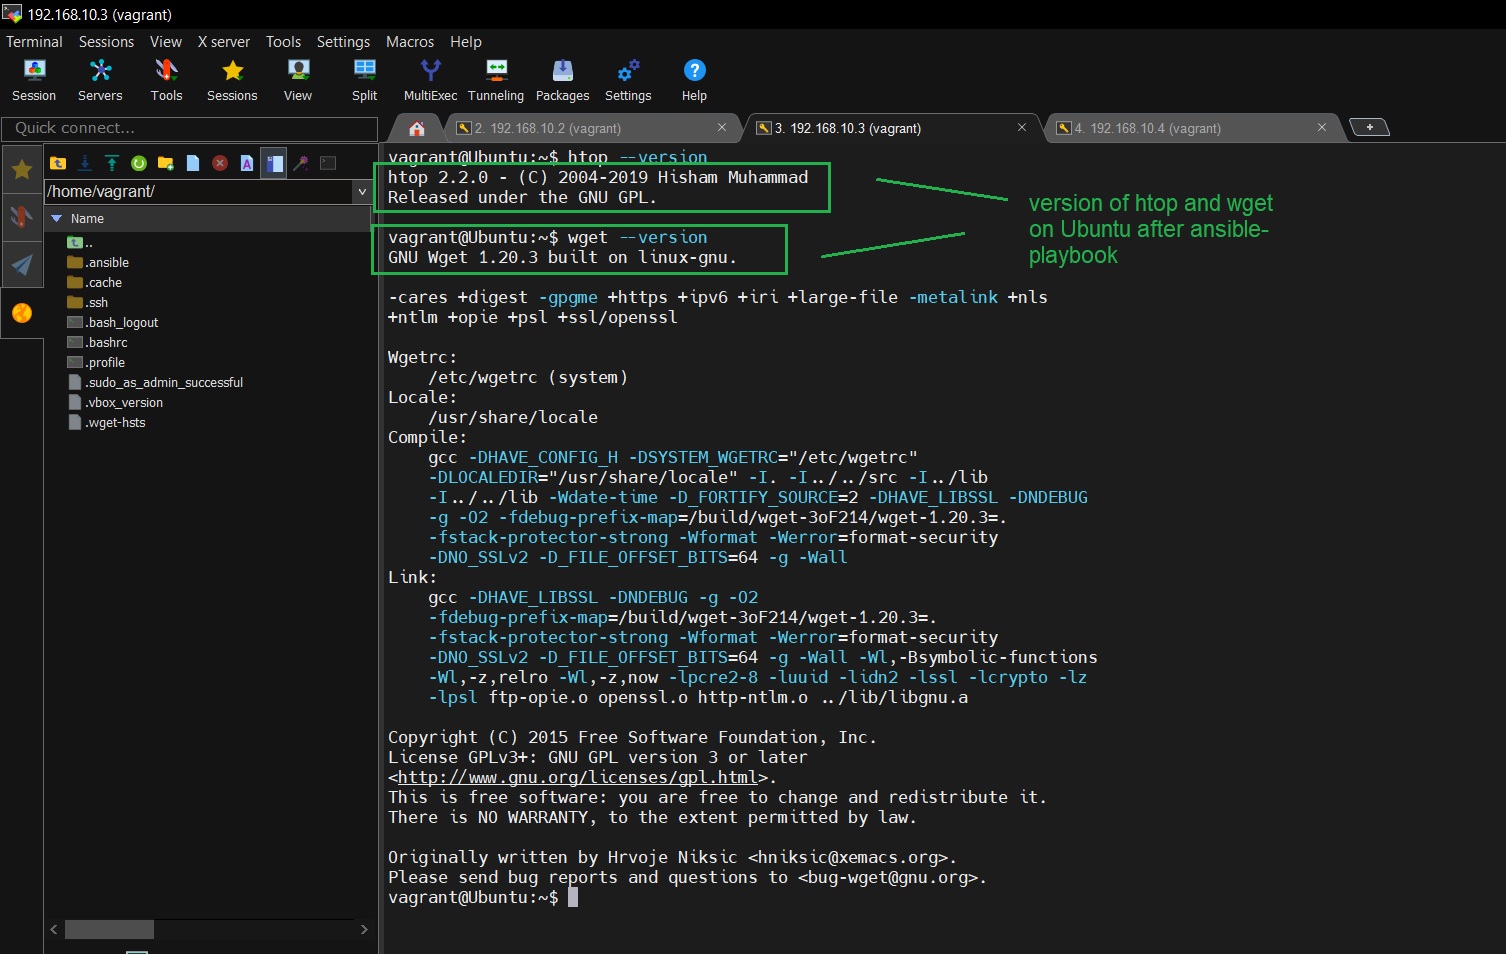 192.168.10.3 (vagrant)
Terminal Sessions View X server Tools Settings Macros Help
Session Servers Tools Sessions View Split MultiExec Tunneling Packages Settings Help
Quick connect...
2. 192.168.10.2 (vagrant)
3. 192.168.10.3 (vagrant)
4. 192.168.10.4 (vagrant)
/home/vagrant/
Name
..
.ansible
.cache
.ssh
.bash_logout
.bashrc
.profile
.sudo_as_admin_successful
.vbox_version
.wget-hsts
vagrant@Ubuntu:~$ htop --version
htop 2.2.0 - (C) 2004-2019 Hisham Muhammad
Released under the GNU GPL.
vagrant@Ubuntu:~$ wget --version
GNU Wget 1.20.3 built on linux-gnu.
version of htop and wget
on Ubuntu after ansible-
playbook
-cares +digest -gpgme +https +ipv6 +iri +large-file -metalink +nls
+ntlm +opie +psl +ssl/openssl
Wgetrc:
/etc/wgetrc (system)
Locale:
/usr/share/locale
Compile:
gcc -DHAVE_CONFIG_H -DSYSTEM_WGETRC="/etc/wgetrc"
-DLOCALEDIR="/usr/share/locale" -I. -I../../src -I../lib
-I../../lib -Wdate-time -D_FORTIFY_SOURCE=2 -DHAVE_LIBSSL -DNDEBUG
-g -O2 -fdebug-prefix-map=/build/wget-3oF214/wget-1.20.3=.
-fstack-protector-strong -Wformat -Werror=format-security
-DNO_SSLv2 -D_FILE_OFFSET_BITS=64 -g -Wall
Link:
gcc -DHAVE_LIBSSL -DNDEBUG -g -O2
-fdebug-prefix-map=/build/wget-3oF214/wget-1.20.3=.
-fstack-protector-strong -Wformat -Werror=format-security
-DNO_SSLv2 -D_FILE_OFFSET_BITS=64 -g -Wall -Wl,-Bsymbolic-functions
-Wl,-z,relro -Wl,-z,now -lpcre2-8 -luuid -lidn2 -lssl -lcrypto -lz
-lpsl ftp-opie.o openssl.o http-ntlm.o ../lib/libgnu.a
Copyright (C) 2015 Free Software Foundation, Inc.
License GPLv3+: GNU GPL version 3 or later
<http://www.gnu.org/licenses/gpl.html>.
This is free software: you are free to change and redistribute it.
There is NO WARRANTY, to the extent permitted by law.
Originally written by Hrvoje Niksic <hniksic@xemacs.org>.
Please send bug reports and questions to <bug-wget@gnu.org>.
vagrant@Ubuntu:~$